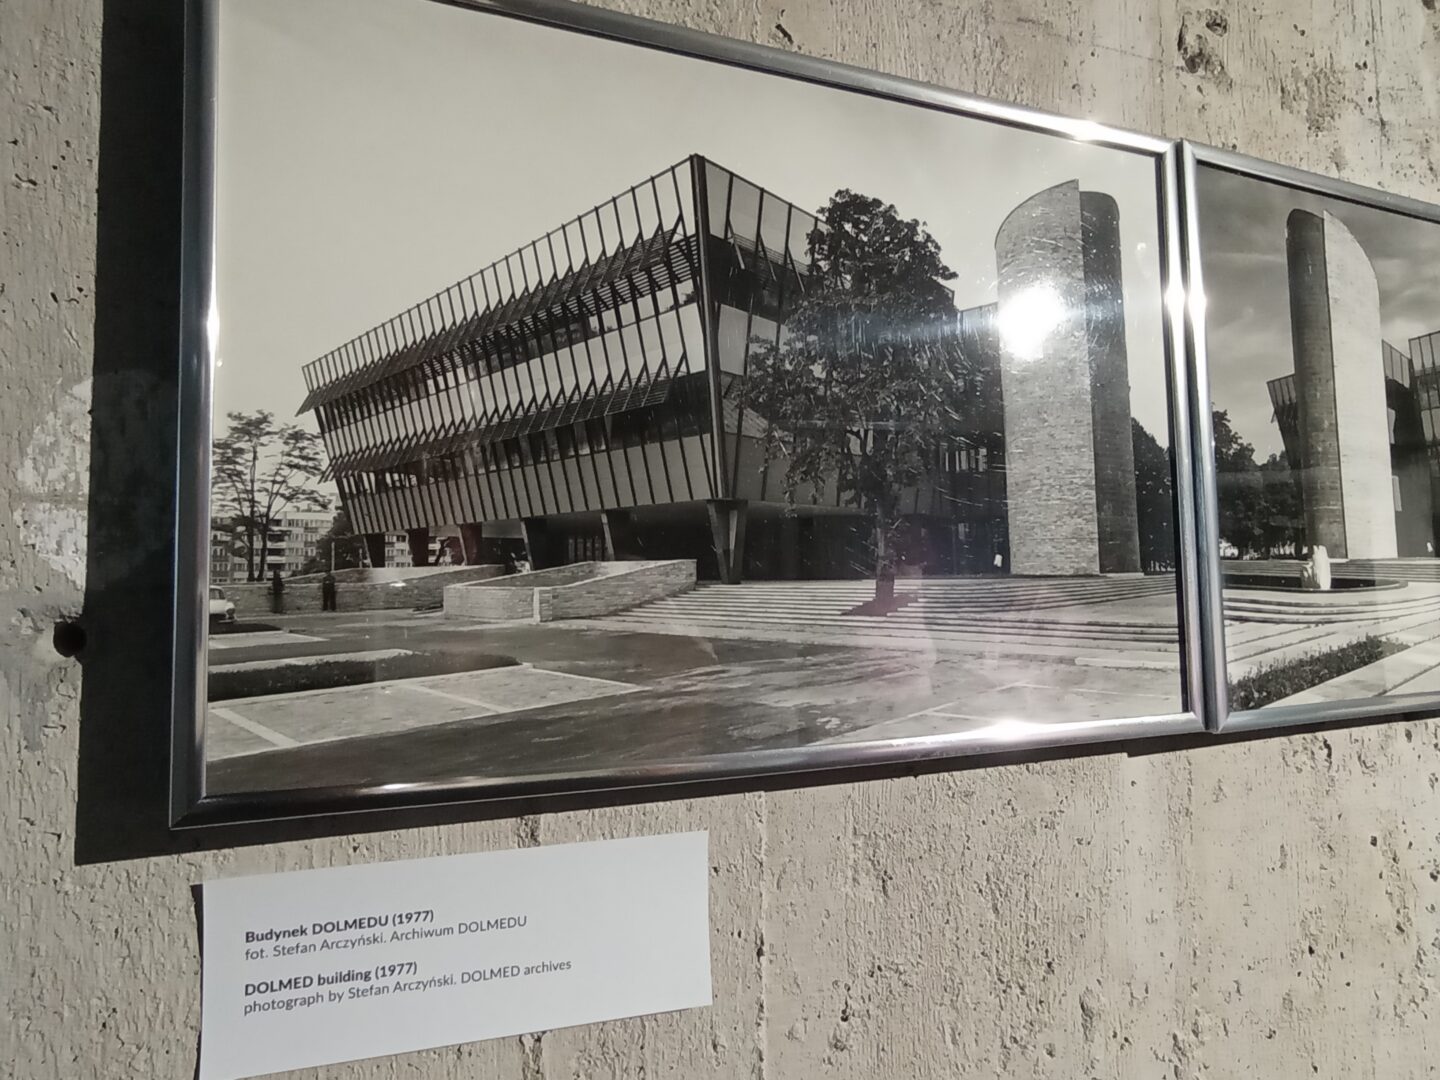 Budynek DOLMEDU (1977)
fot. Stefan Arczyński. Archiwum DOLMEDU
DOLMED building (1977)
photograph by Stefan Arczyński. DOLMED archives